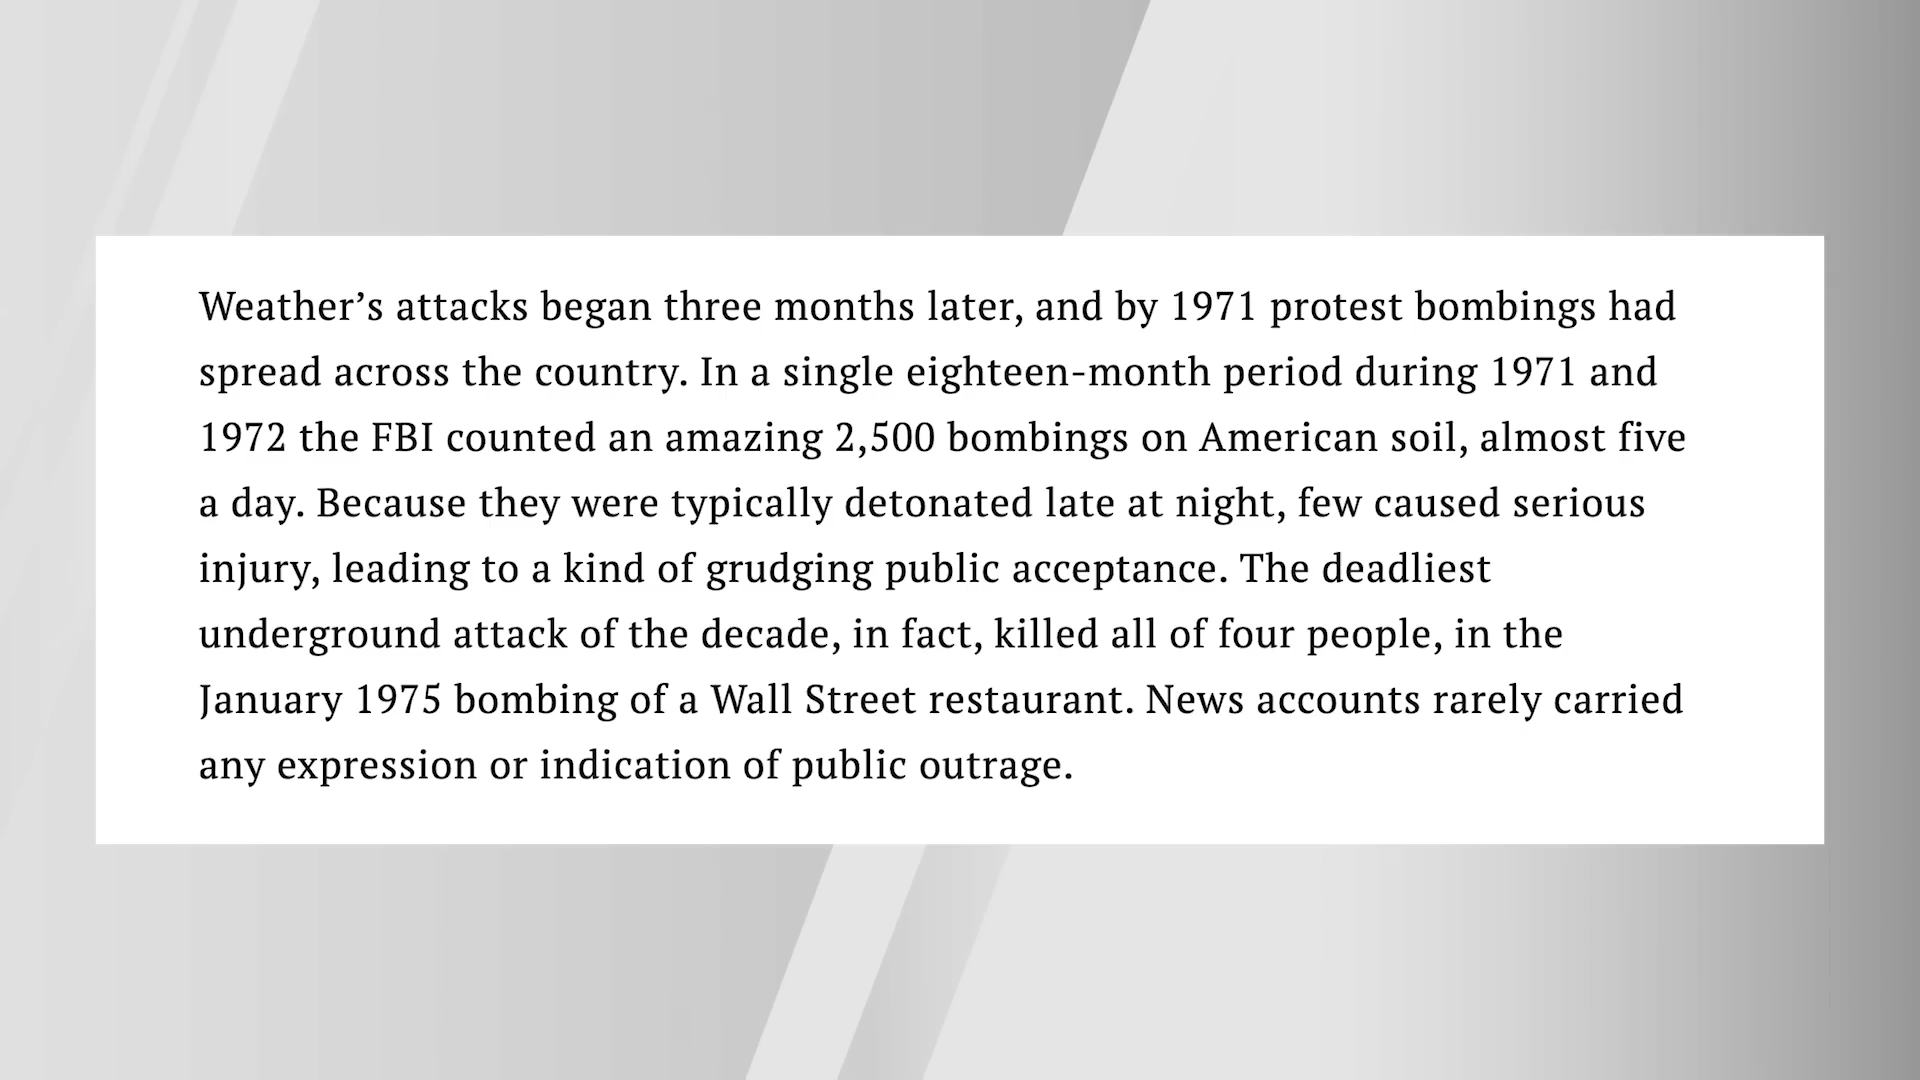 Weather’s attacks began three months later, and by 1971 protest bombings had
spread across the country. In a single eighteen-month period during 1971 and
1972 the FBI counted an amazing 2,500 bombings on American soil, almost five
a day. Because they were typically detonated late at night, few caused serious
injury, leading to a kind of grudging public acceptance. The deadliest
underground attack of the decade, in fact, killed all of four people, in the
January 1975 bombing of a Wall Street restaurant. News accounts rarely carried
any expression or indication of public outrage.